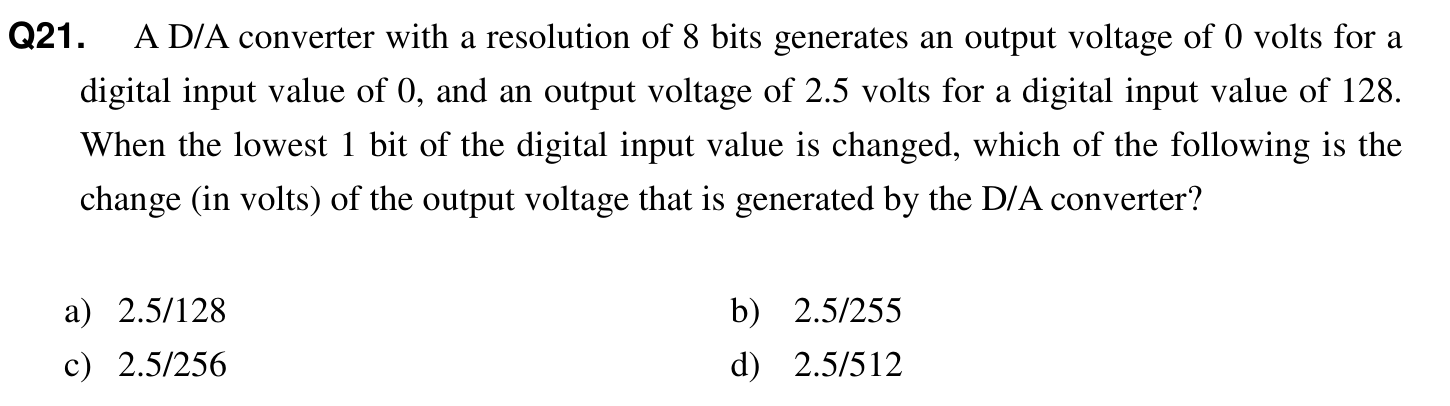 Q21. A D/A converter with a resolution of 8 bits generates an output voltage of 0 volts for a
digital input value of 0, and an output voltage of 2.5 volts for a digital input value of 128.
When the lowest 1 bit of the digital input value is changed, which of the following is the
change (in volts) of the output voltage that is generated by the D/A converter?
a) 2.5/128 b) 2.5/255
c) 2.5/256 d) 2.5/512